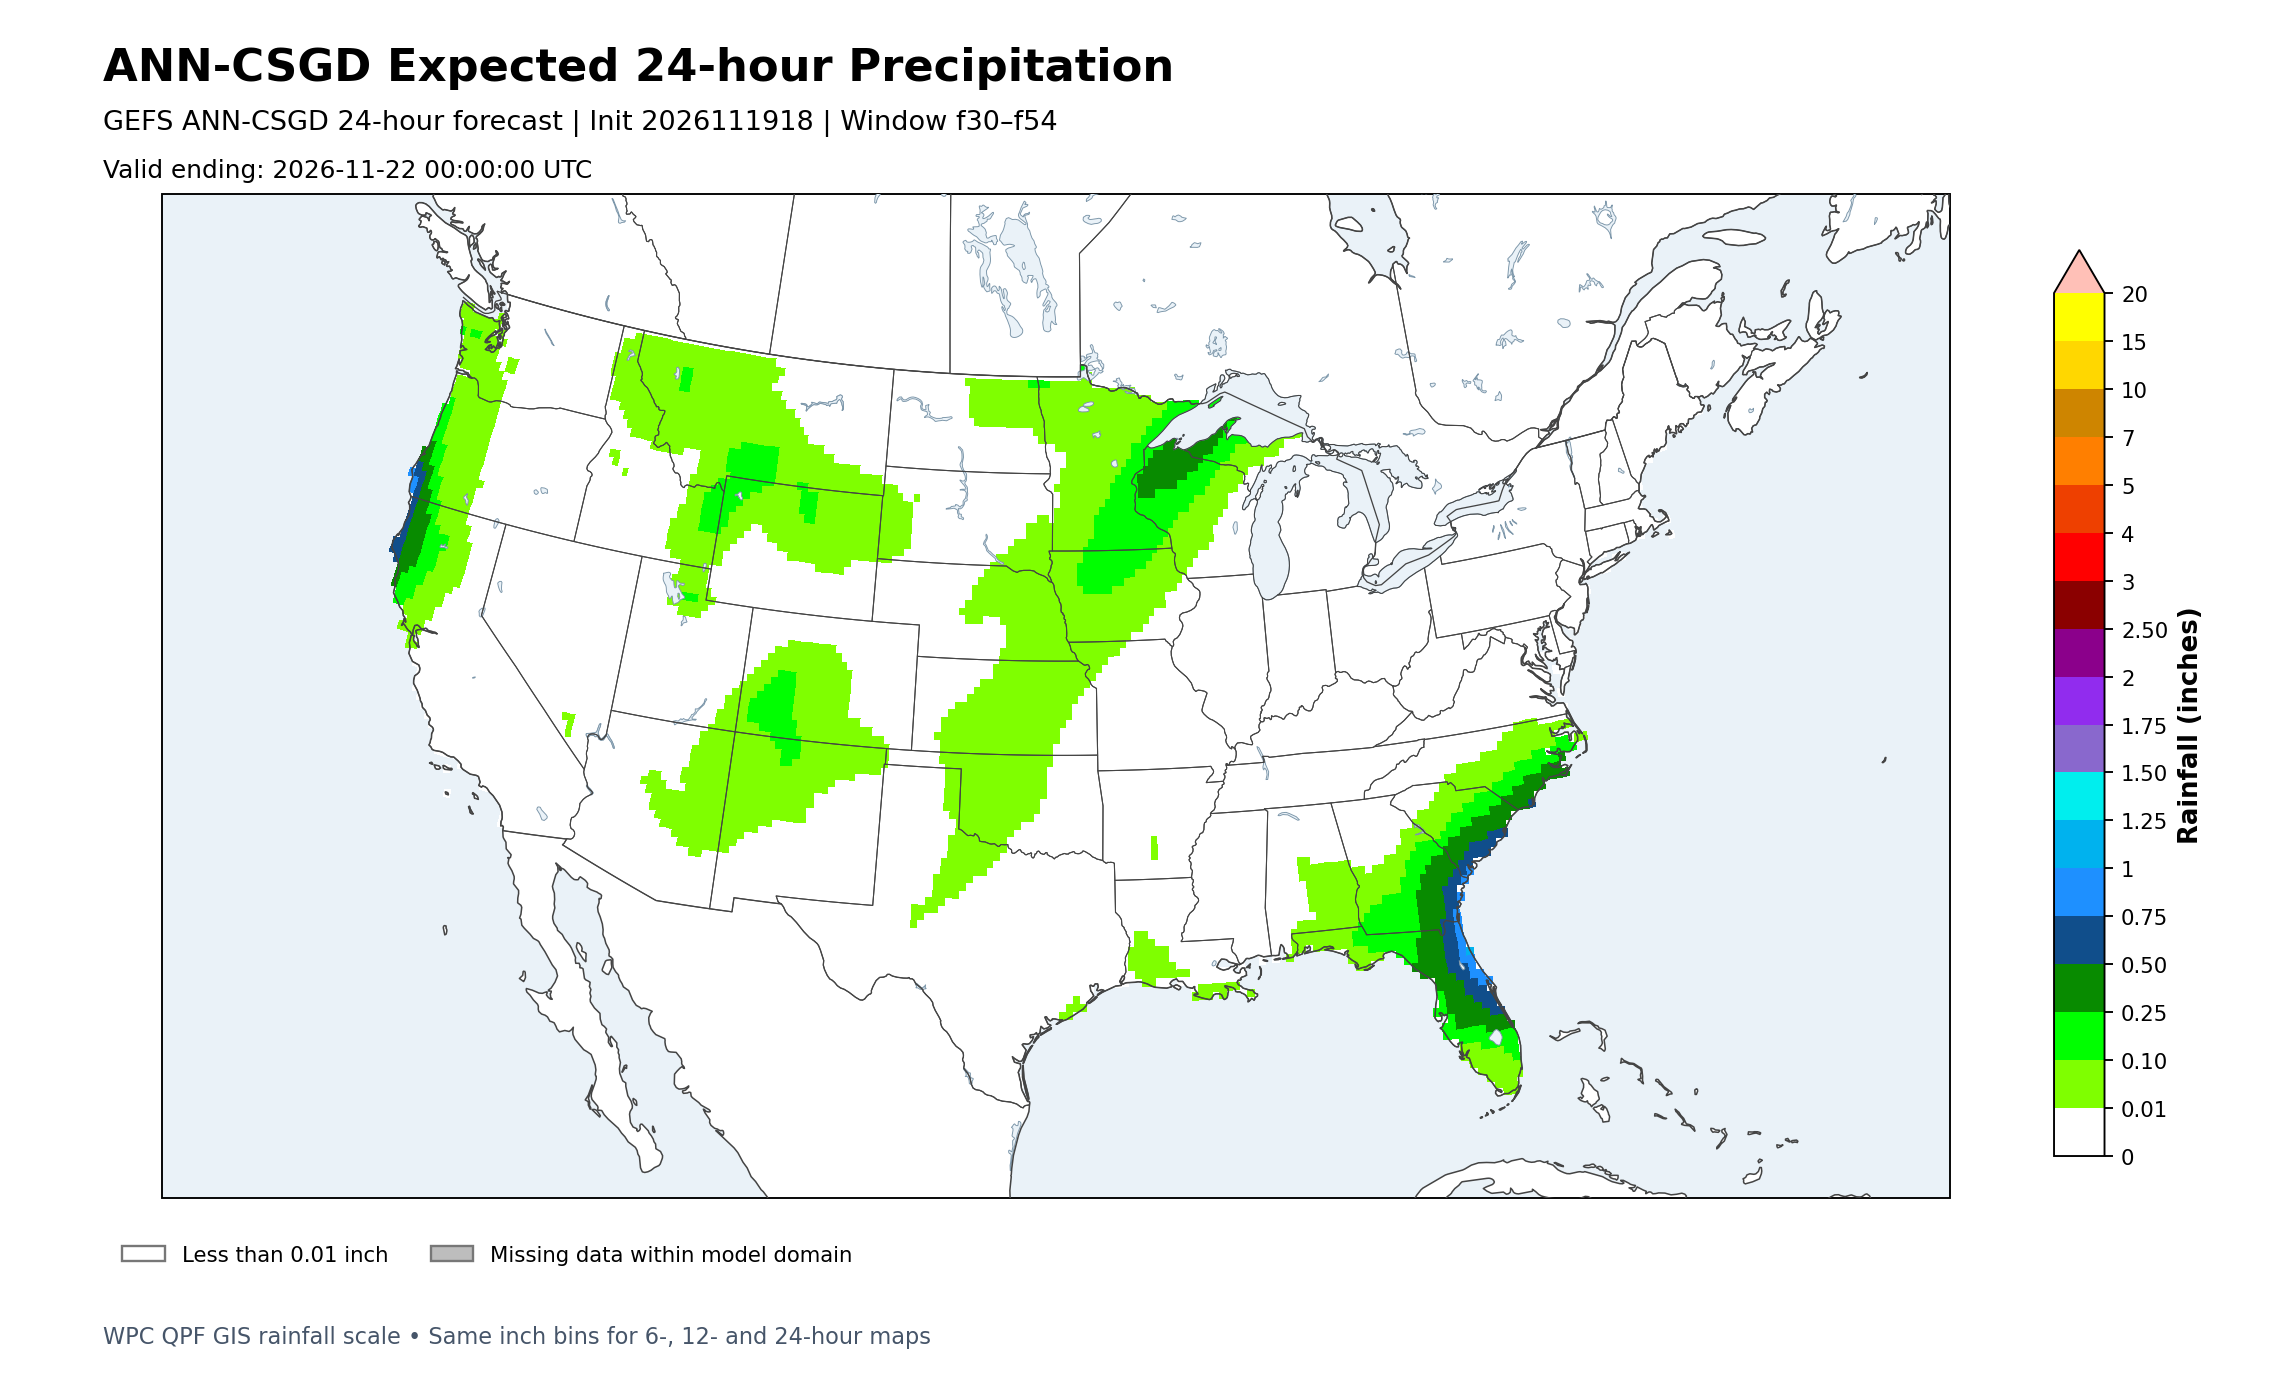 ANN-CSGD Expected 24-hour Precipitation
GEFS ANN-CSGD 24-hour forecast | Init 2026111918 | Window f30–f54
Valid ending: 2026-11-22 00:00:00 UTC
20
15
10
7
5
4
3
2.50
2
1.75
1.50
1.25
1
0.75
0.50
0.25
0.10
0.01
0
Rainfall (inches)
Less than 0.01 inch
Missing data within model domain
WPC QPF GIS rainfall scale • Same inch bins for 6-, 12- and 24-hour maps